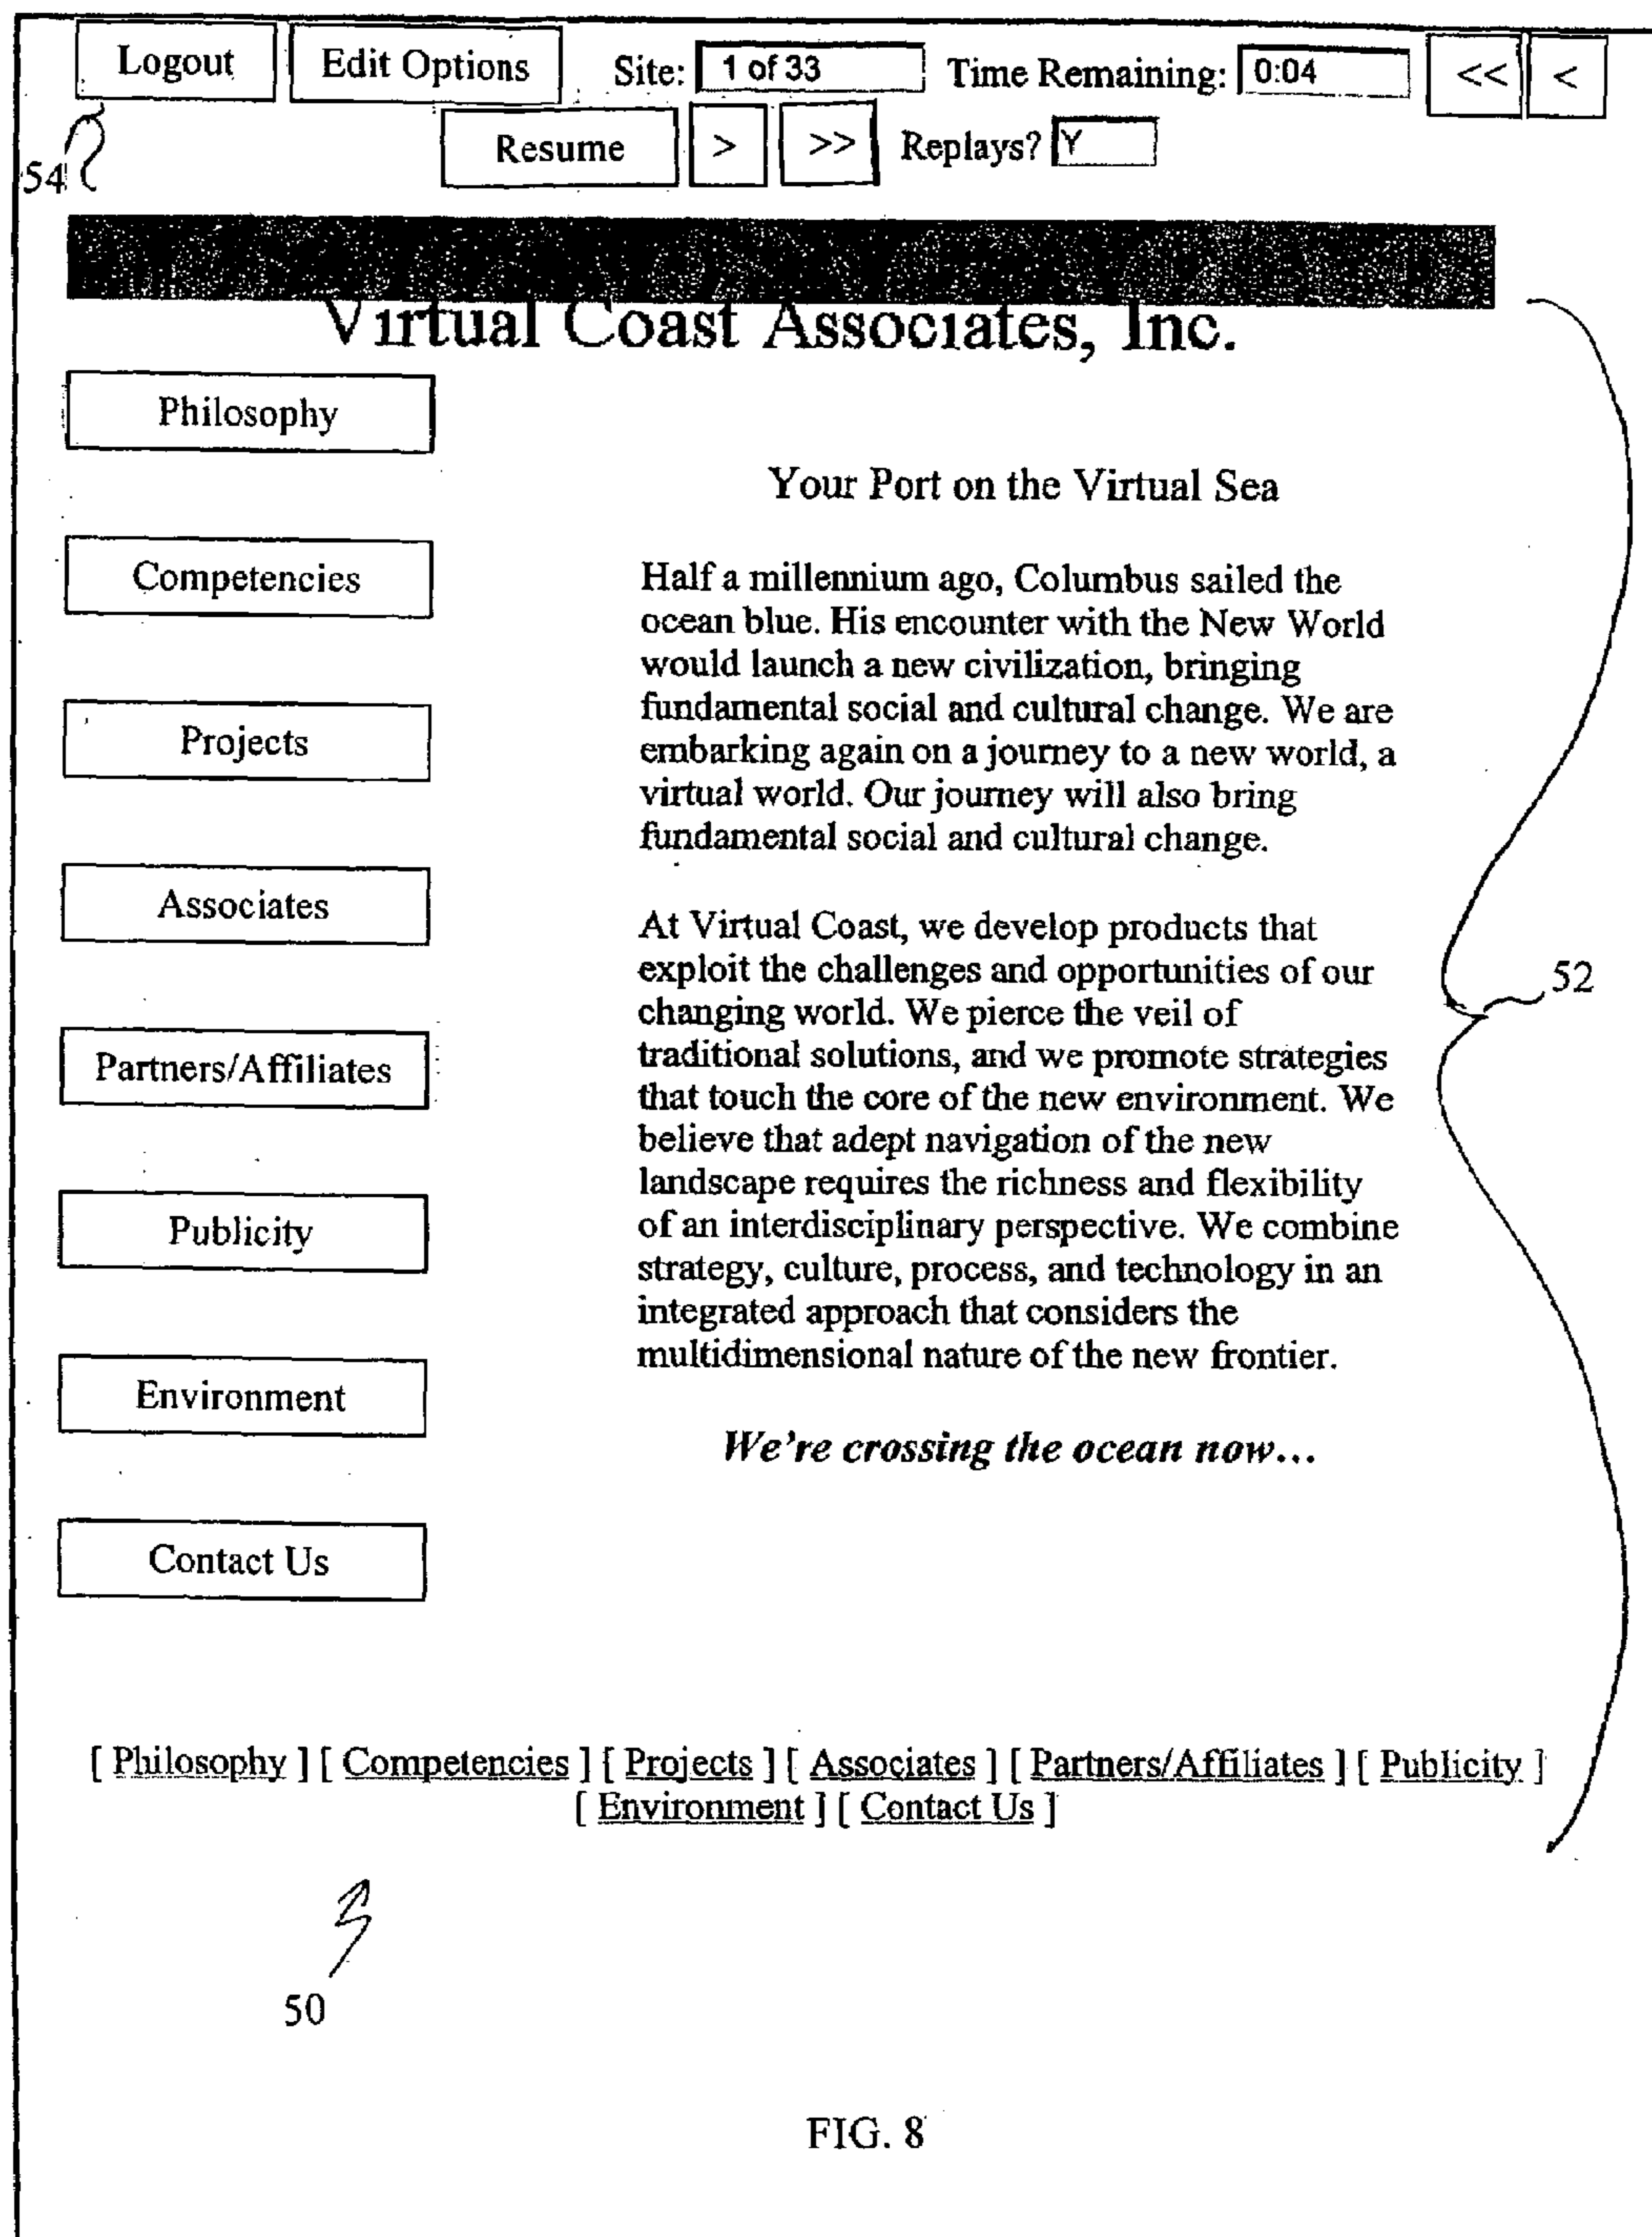 Logout Edit Options Site: 1 of 33 Time Remaining: 0:04 << <
Resume > >> Replays? Y
54
Virtual Coast Associates, Inc.
Philosophy
Competencies
Projects
Associates
Partners/Affiliates
Publicity
Environment
Contact Us
Your Port on the Virtual Sea
Half a millennium ago, Columbus sailed the
ocean blue. His encounter with the New World
would launch a new civilization, bringing
fundamental social and cultural change. We are
embarking again on a journey to a new world, a
virtual world. Our journey will also bring
fundamental social and cultural change.
At Virtual Coast, we develop products that
exploit the challenges and opportunities of our
changing world. We pierce the veil of
traditional solutions, and we promote strategies
that touch the core of the new environment. We
believe that adept navigation of the new
landscape requires the richness and flexibility
of an interdisciplinary perspective. We combine
strategy, culture, process, and technology in an
integrated approach that considers the
multidimensional nature of the new frontier.
We're crossing the ocean now...
52
[ Philosophy ] [ Competencies ] [ Projects ] [ Associates ] [ Partners/Affiliates ] [ Publicity ]
[ Environment ] [ Contact Us ]
50
FIG. 8